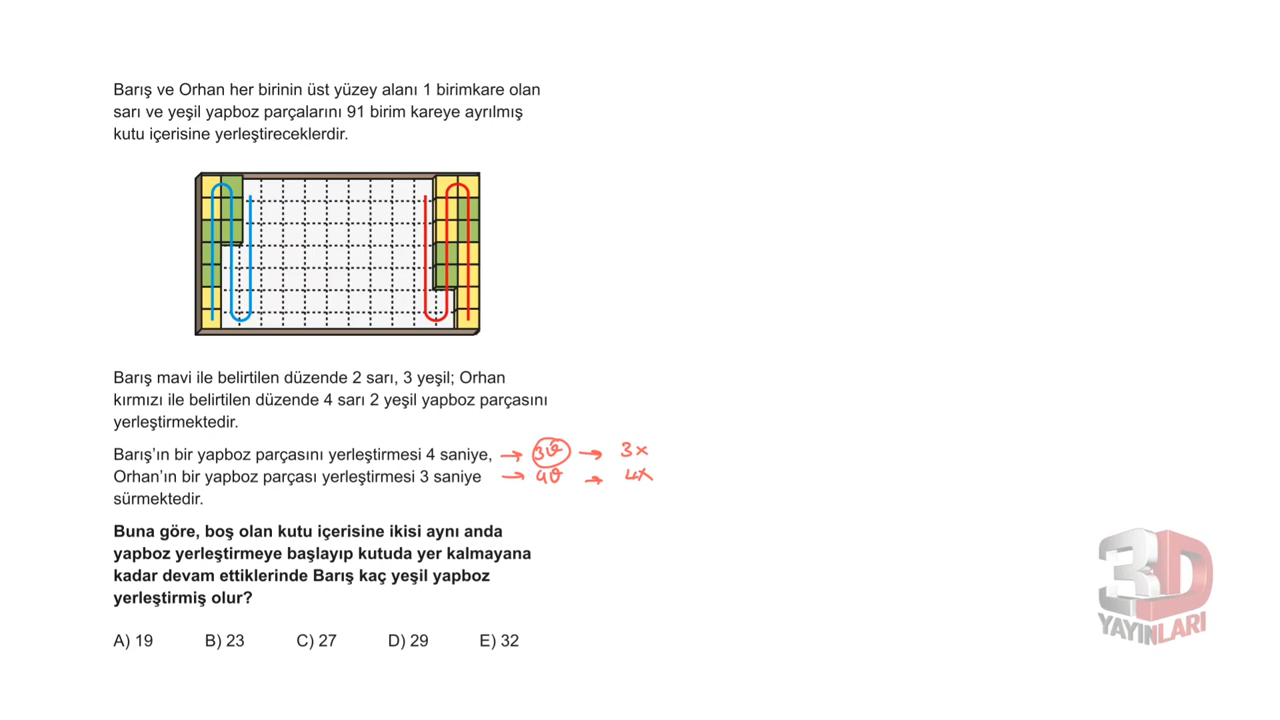 Barış ve Orhan her birinin üst yüzey alanı 1 birimkare olan
sarı ve yeşil yapboz parçalarını 91 birim kareye ayrılmış
kutu içerisine yerleştireceklerdir.
Barış mavi ile belirtilen düzende 2 sarı, 3 yeşil; Orhan
kırmızı ile belirtilen düzende 4 sarı 2 yeşil yapboz parçasını
yerleştirmektedir.
Barış'ın bir yapboz parçasını yerleştirmesi 4 saniye, → → 3x
Orhan'ın bir yapboz parçası yerleştirmesi 3 saniye → → 4x
sürmektedir.
Buna göre, boş olan kutu içerisine ikisi aynı anda
yapboz yerleştirmeye başlayıp kutuda yer kalmayana
kadar devam ettiklerinde Barış kaç yeşil yapboz
yerleştirmiş olur?
A) 19 B) 23 C) 27 D) 29 E) 32
3D
YAYINLARI